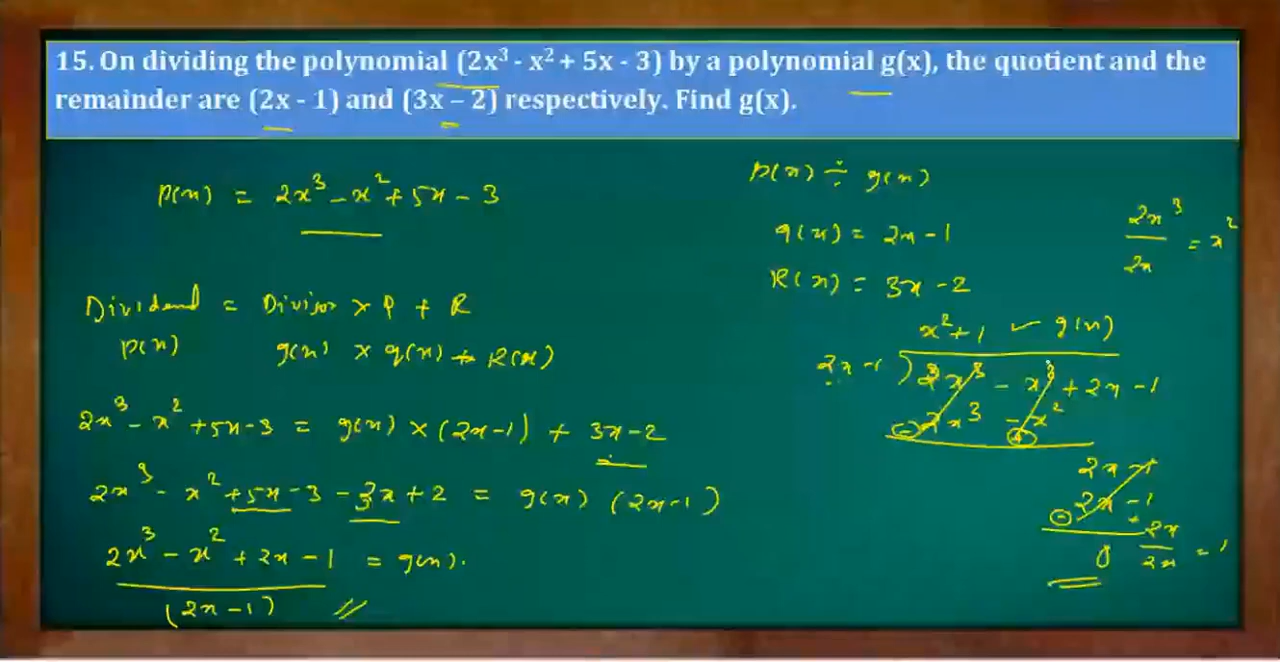 15. On dividing the polynomial (2x³ - x² + 5x - 3) by a polynomial g(x), the quotient and the
remainder are (2x - 1) and (3x – 2) respectively. Find g(x).
p(x) = 2x³ - x² + 5x - 3
Dividend = Divisor × q + R
p(x) g(x) × q(x) + R(x)
2x³ - x² + 5x - 3 = g(x) × (2x-1) + 3x-2
2x³ - x² + 5x - 3 - 3x + 2 = g(x) (2x-1)
2x³ - x² + 2x - 1 = g(x).
(2x-1) //
p(x) ÷ g(x)
q(x) = 2x - 1
R(x) = 3x - 2
2x³
= x²
2x
x² + 1 ✓ g(x)
2x-1 ) 2x³ - x² + 2x - 1
2x³ - x²
2x - 1
2x - 1
0
2x
= 1
2x